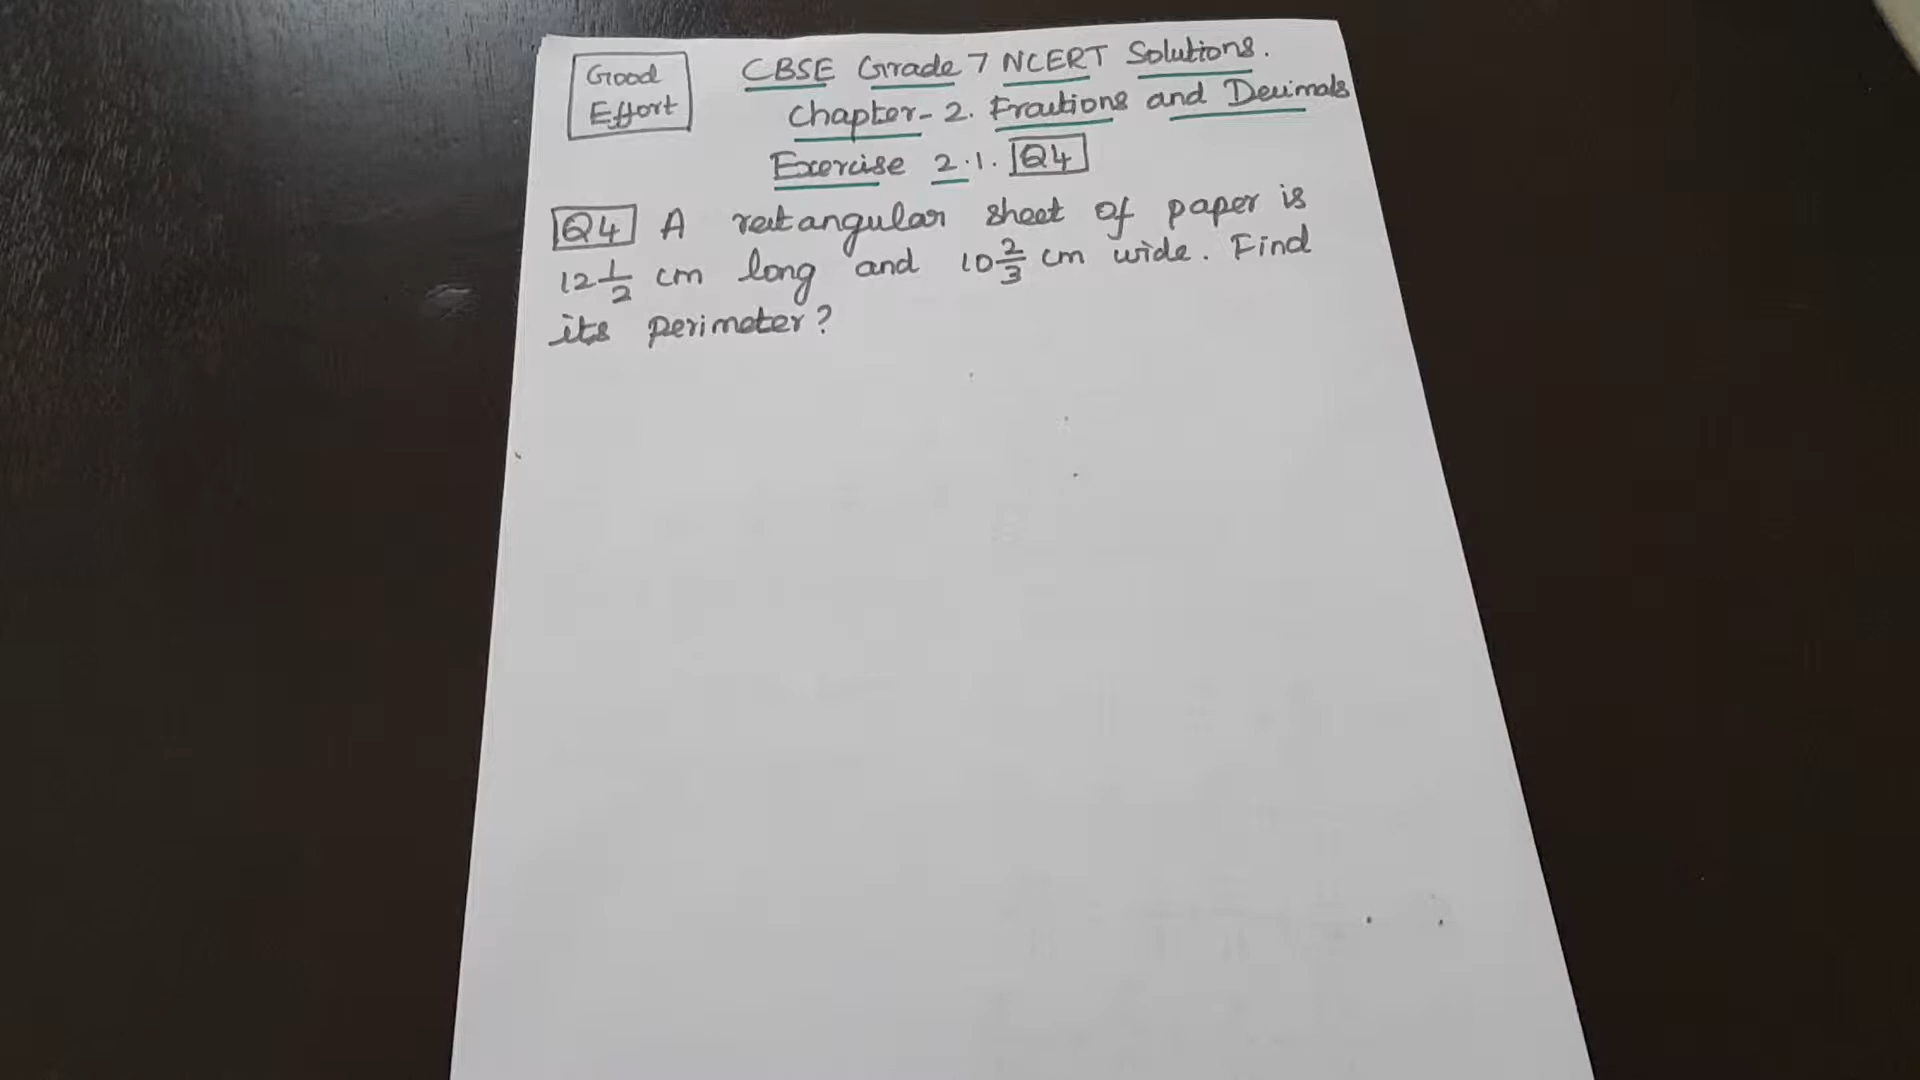 Good
Effort
CBSE Grade 7 NCERT Solutions.
Chapter-2. Fractions and Decimals
Exercise 2.1. Q4
Q4 A rectangular sheet of paper is
12 1/2 cm long and 10 2/3 cm wide. Find
its perimeter?